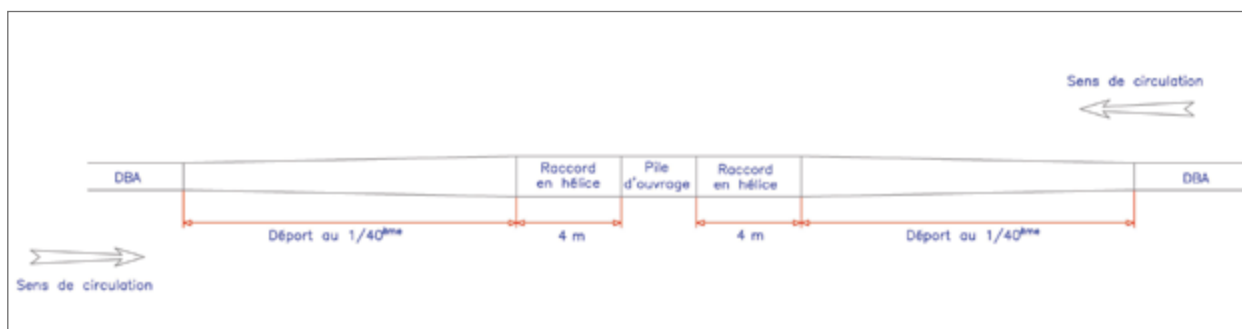 Sens de circulation
DBA
Raccord
en hélice
Pile
d'ouvrage
Raccord
en hélice
DBA
Déport au 1/40ème
4 m
4 m
Déport au 1/40ème
Sens de circulation